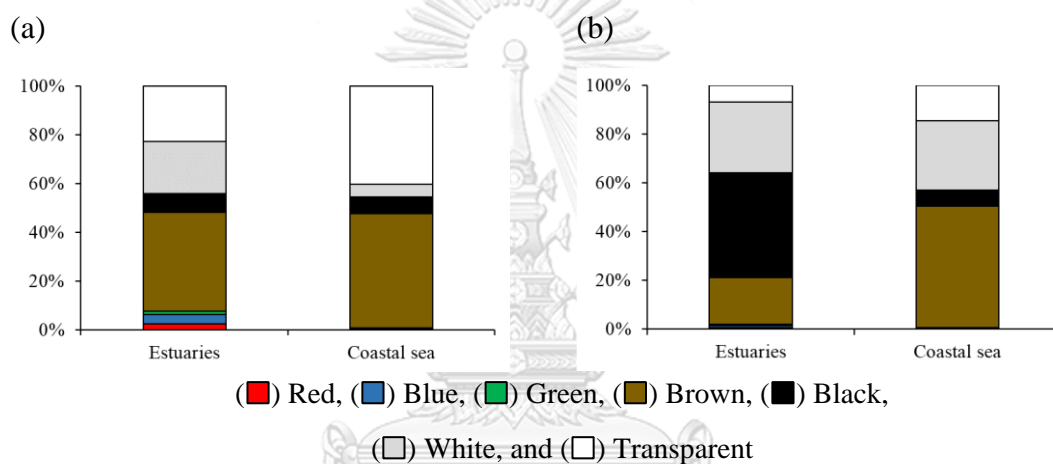 (a) (b)
100% 100%
80% 80%
60% 60%
40% 40%
20% 20%
0% 0%
Estuaries Coastal sea Estuaries Coastal sea
() Red, () Blue, () Green, () Brown, () Black,
() White, and () Transparent